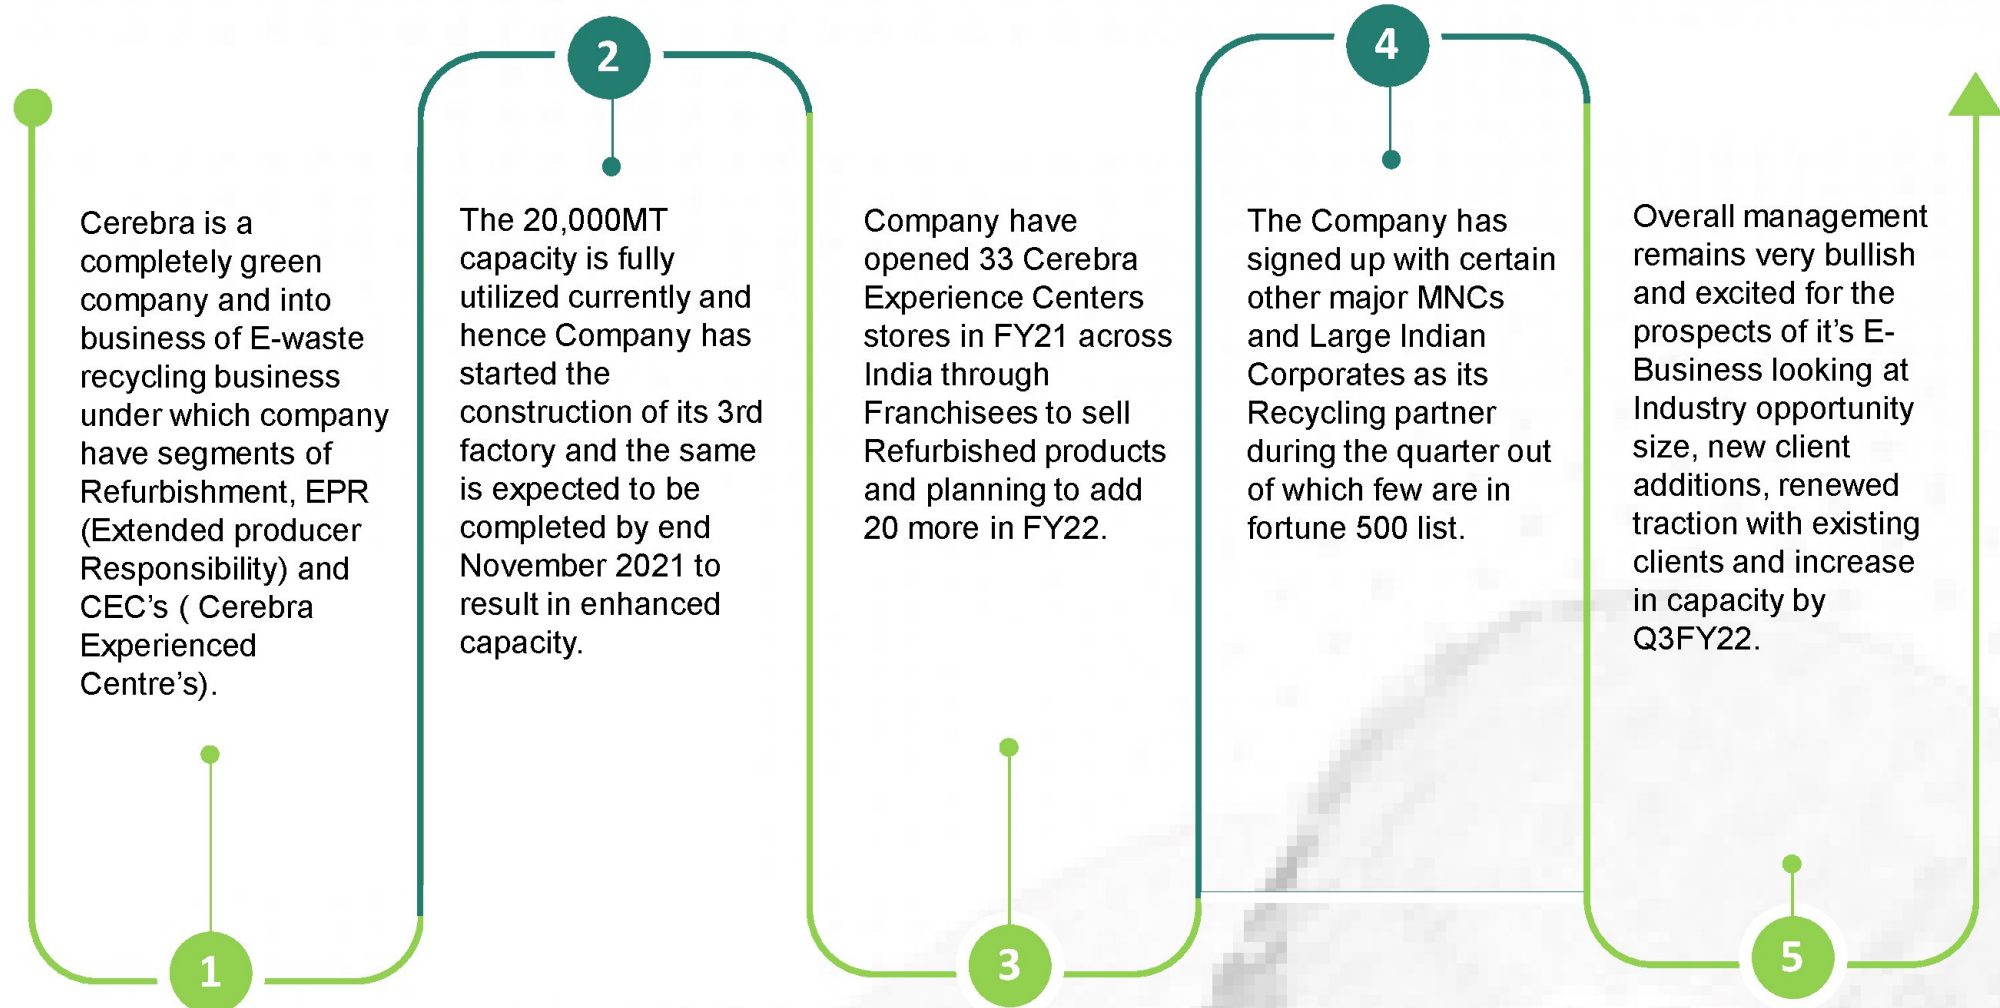 Cerebra is a
completely green
company and into
business of E-waste
recycling business
under which company
have segments of
Refurbishment, EPR
(Extended producer
Responsibility) and
CEC’s ( Cerebra
Experienced
Centre’s).
1
2
The 20,000MT
capacity is fully
utilized currently and
hence Company has
started the
construction of its 3rd
factory and the same
is expected to be
completed by end
November 2021 to
result in enhanced
capacity.
Company have
opened 33 Cerebra
Experience Centers
stores in FY21 across
India through
Franchisees to sell
Refurbished products
and planning to add
20 more in FY22.
3
4
The Company has
signed up with certain
other major MNCs
and Large Indian
Corporates as its
Recycling partner
during the quarter out
of which few are in
fortune 500 list.
Overall management
remains very bullish
and excited for the
prospects of it’s E-
Business looking at
Industry opportunity
size, new client
additions, renewed
traction with existing
clients and increase
in capacity by
Q3FY22.
5